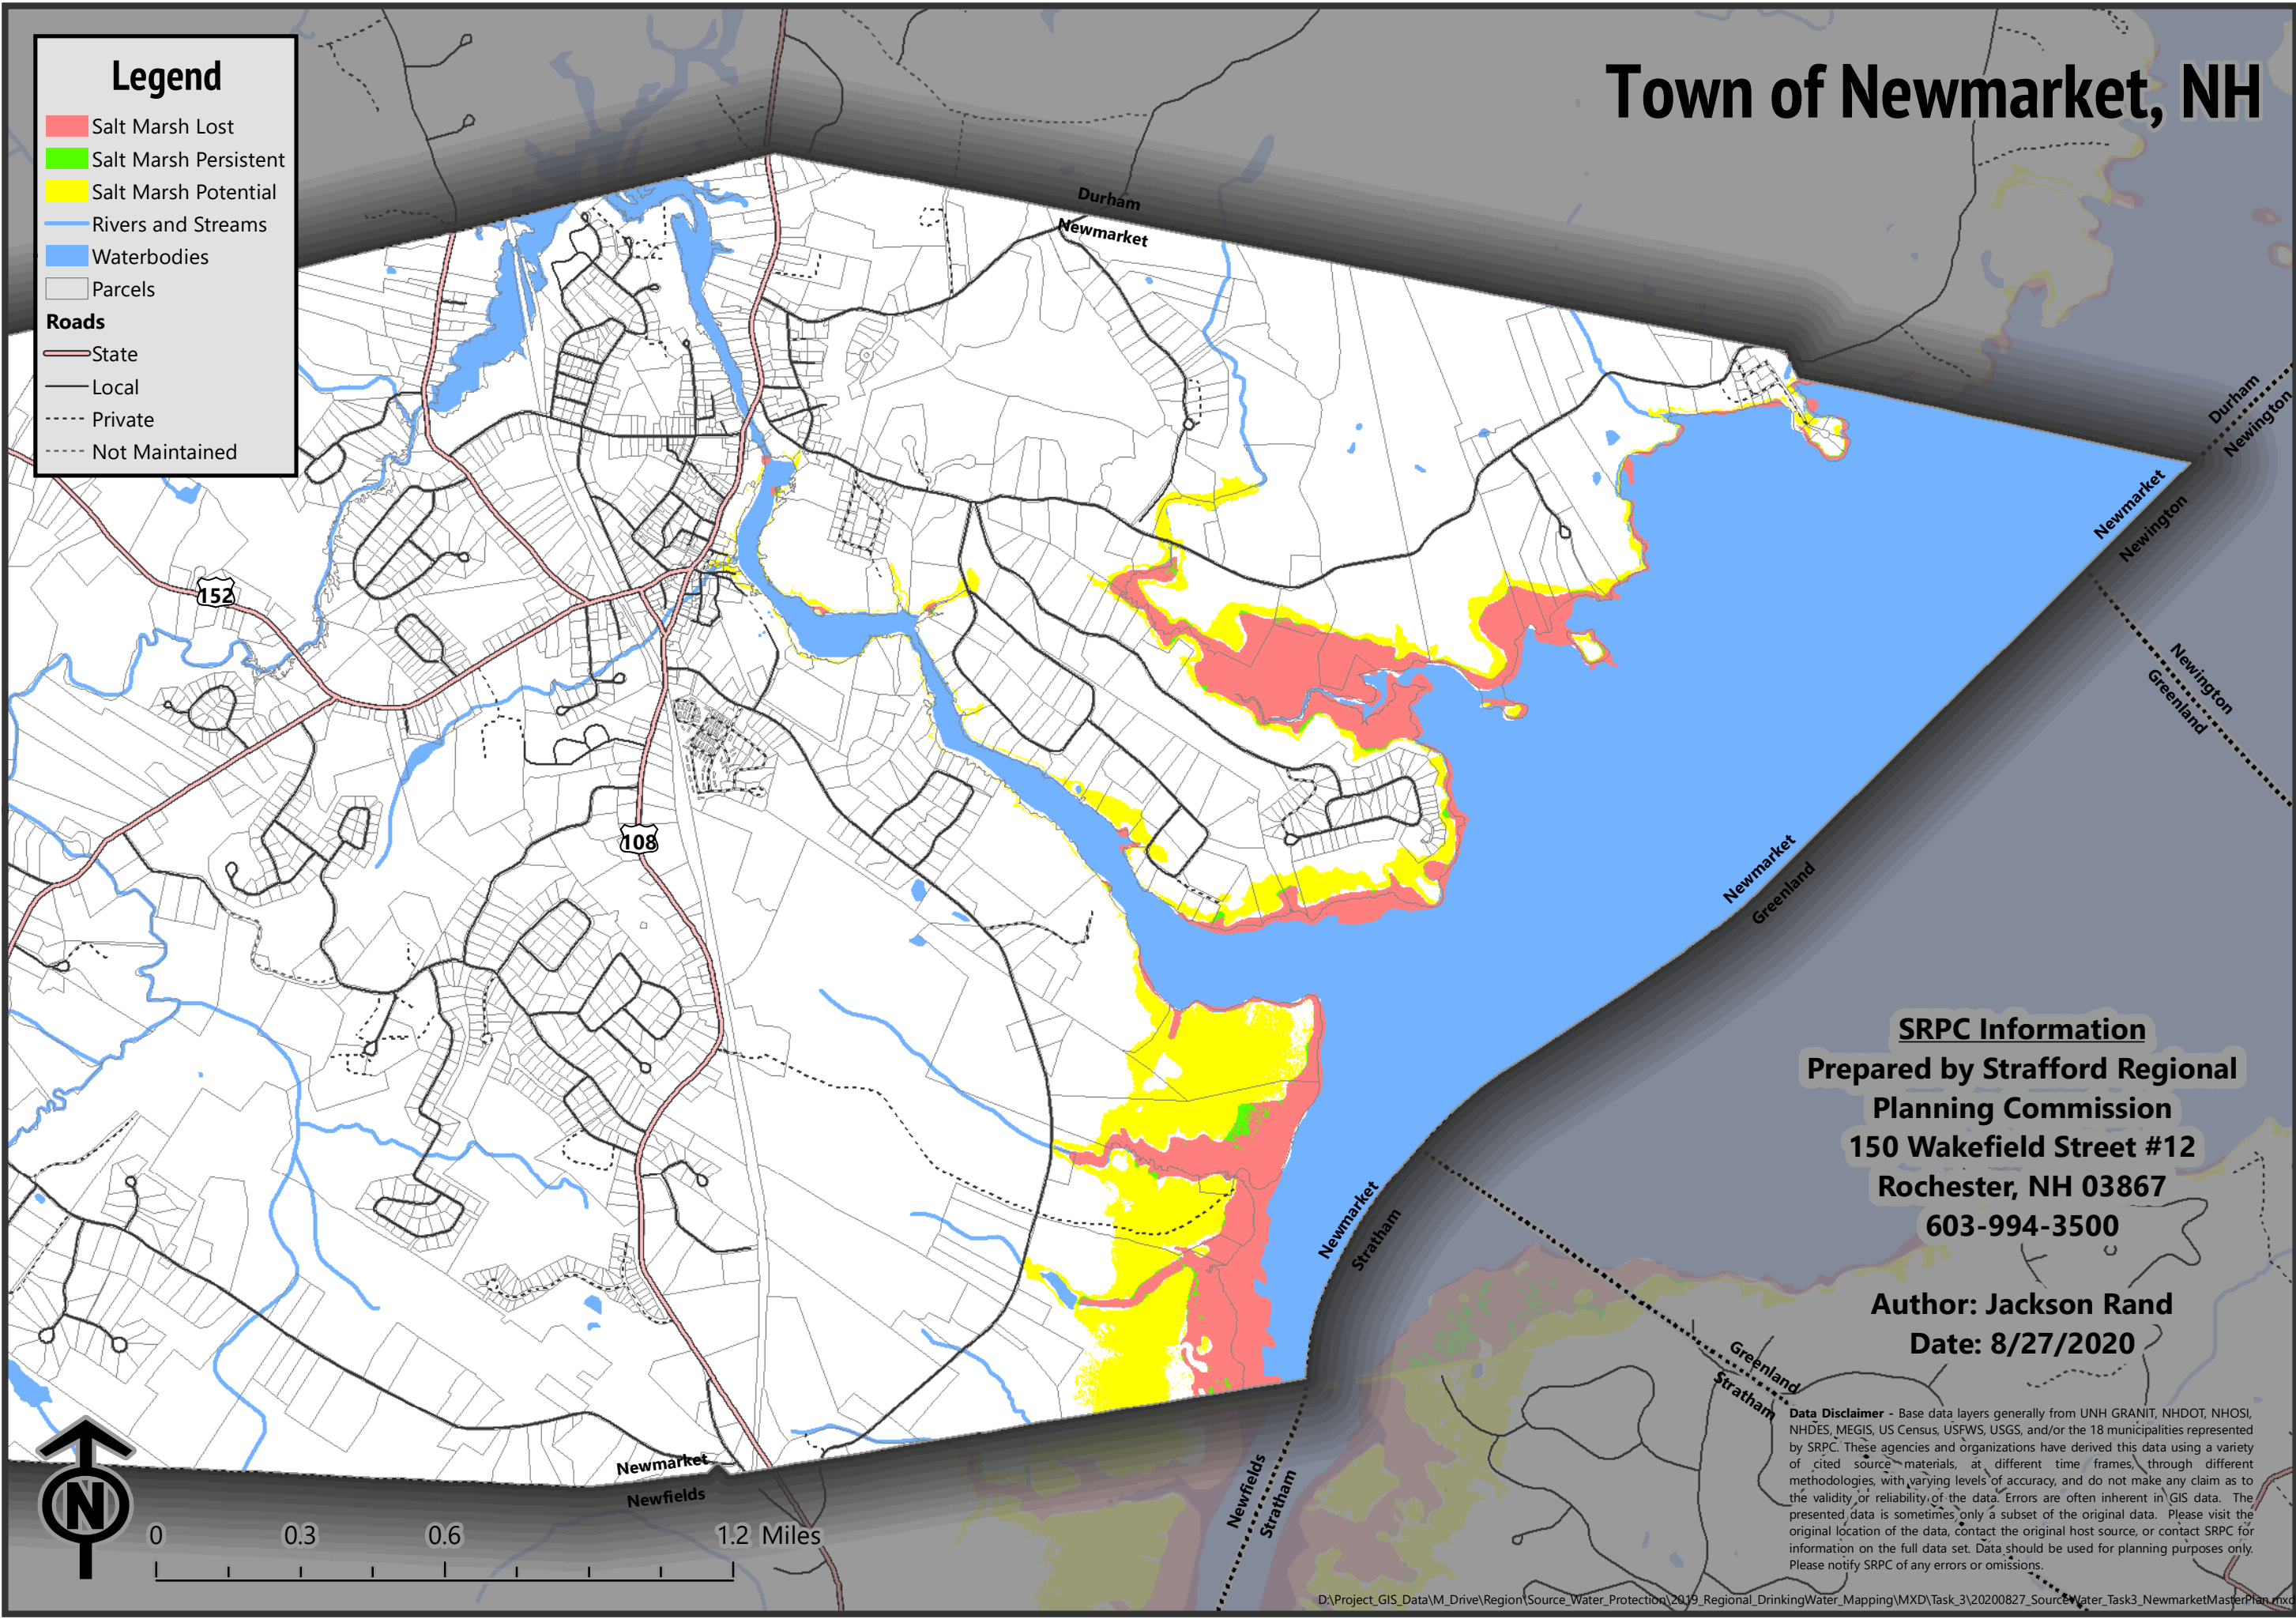 Town of Newmarket, NH
Legend
Salt Marsh Lost
Salt Marsh Persistent
Salt Marsh Potential
Rivers and Streams
Waterbodies
Parcels
Roads
State
Local
Private
Not Maintained
Durham
Newmarket
Durham
Newington
Newmarket
Newington
152
Newington
Greenland
108
Newmarket
Greenland
Newmarket
Stratham
SRPC Information
Prepared by Strafford Regional
Planning Commission
150 Wakefield Street #12
Rochester, NH 03867
603-994-3500
Author: Jackson Rand
Date: 8/27/2020
Greenland
Stratham
Newmarket
Newfields
Newfields
Stratham
N
0 0.3 0.6 1.2 Miles
Data Disclaimer - Base data layers generally from UNH GRANIT, NHDOT, NHOSI,
NHDES, MEGIS, US Census, USFWS, USGS, and/or the 18 municipalities represented
by SRPC. These agencies and organizations have derived this data using a variety
of cited source materials, at different time frames, through different
methodologies, with varying levels of accuracy, and do not make any claim as to
the validity or reliability of the data. Errors are often inherent in GIS data. The
presented data is sometimes only a subset of the original data. Please visit the
original location of the data, contact the original host source, or contact SRPC for
information on the full data set. Data should be used for planning purposes only.
Please notify SRPC of any errors or omissions.
D:\Project_GIS_Data\M_Drive\Region\Source_Water_Protection\2019_Regional_DrinkingWater_Mapping\MXD\Task_3\20200827_SourceWater_Task3_NewmarketMasterPlan.mxd